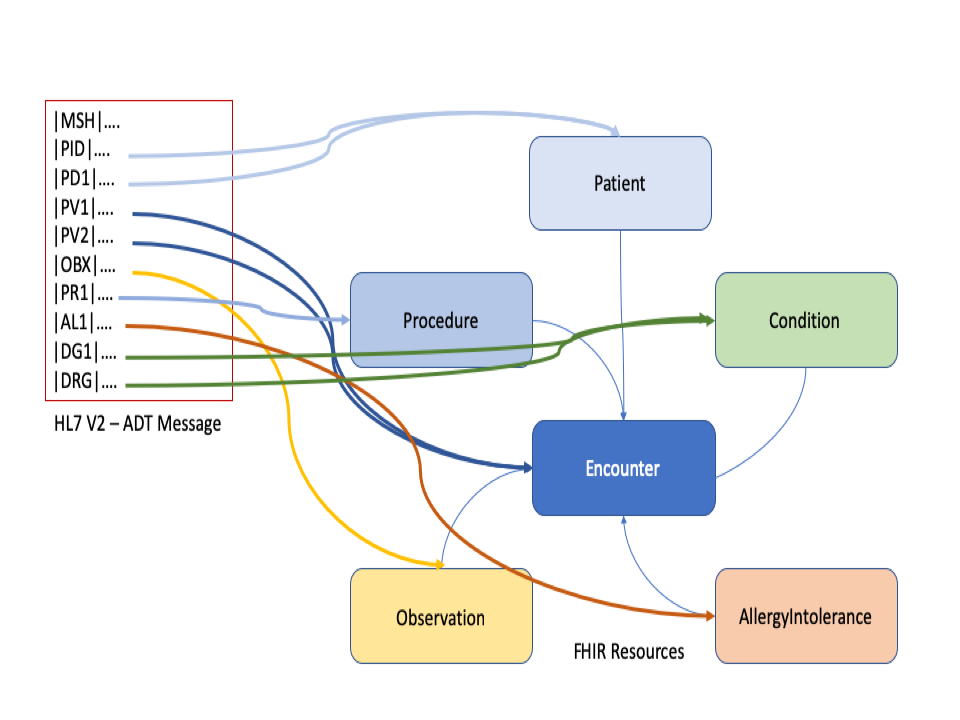 |MSH|....
|PID|....
|PD1|....
|PV1|....
|PV2|....
|OBX|....
|PR1|....
|AL1|....
|DG1|....
|DRG|....
HL7 V2 – ADT Message
Patient
Procedure
Condition
Encounter
Observation
AllergyIntolerance
FHIR Resources